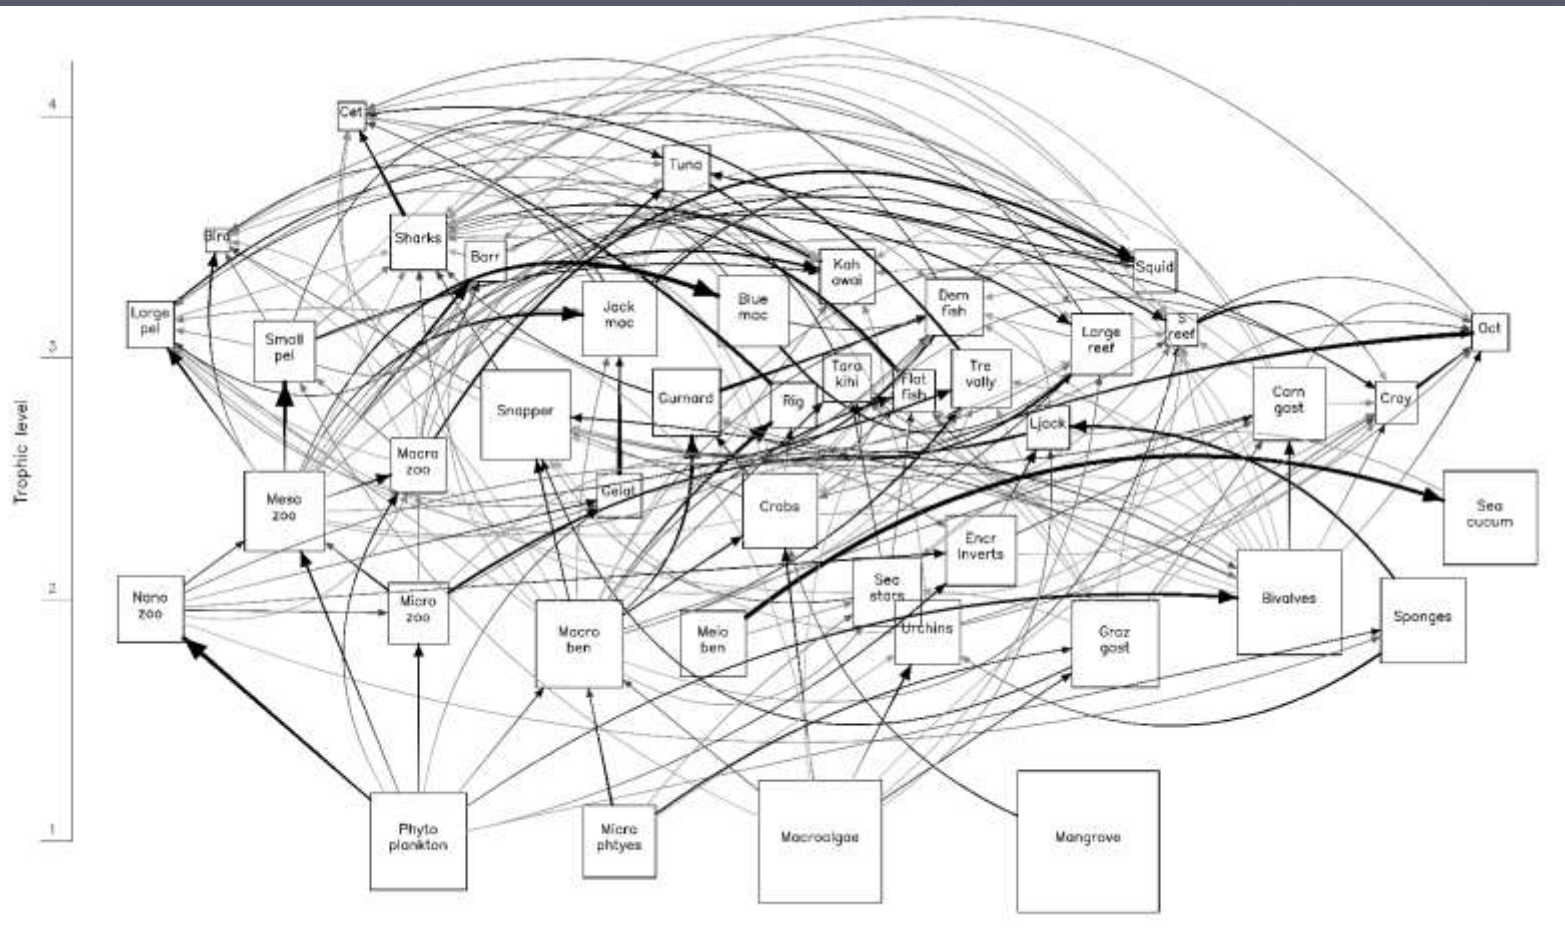 4
Cet
Tuna
Bird
Sharks
Barr
Kah
awai
Squid
Large
pel
Small
pel
Jack
mac
Blue
mac
Dem
fish
Large
reef
S
reef
Oct
3
Snapper
Gurnard
Rig
Tara
kihi
Flat
fish
Tre
vally
Ljack
Carn
gast
Cray
Trophic level
Macro
zoo
Meso
zoo
Gelat
Crabs
Encr
Inverts
Sea
cucum
2
Nano
zoo
Micro
zoo
Macro
ben
Meio
ben
Sea
stars
Urchins
Graz
gast
Bivalves
Sponges
1
Phyto
plankton
Micro
phtyes
Macroalgae
Mangrove